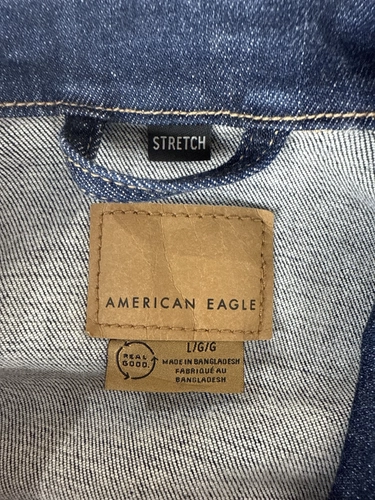 STRETCH
AMERICAN EAGLE
REAL
GOOD.
L/G/G
MADE IN BANGLADESH
FABRIQUÉ AU
BANGLADESH